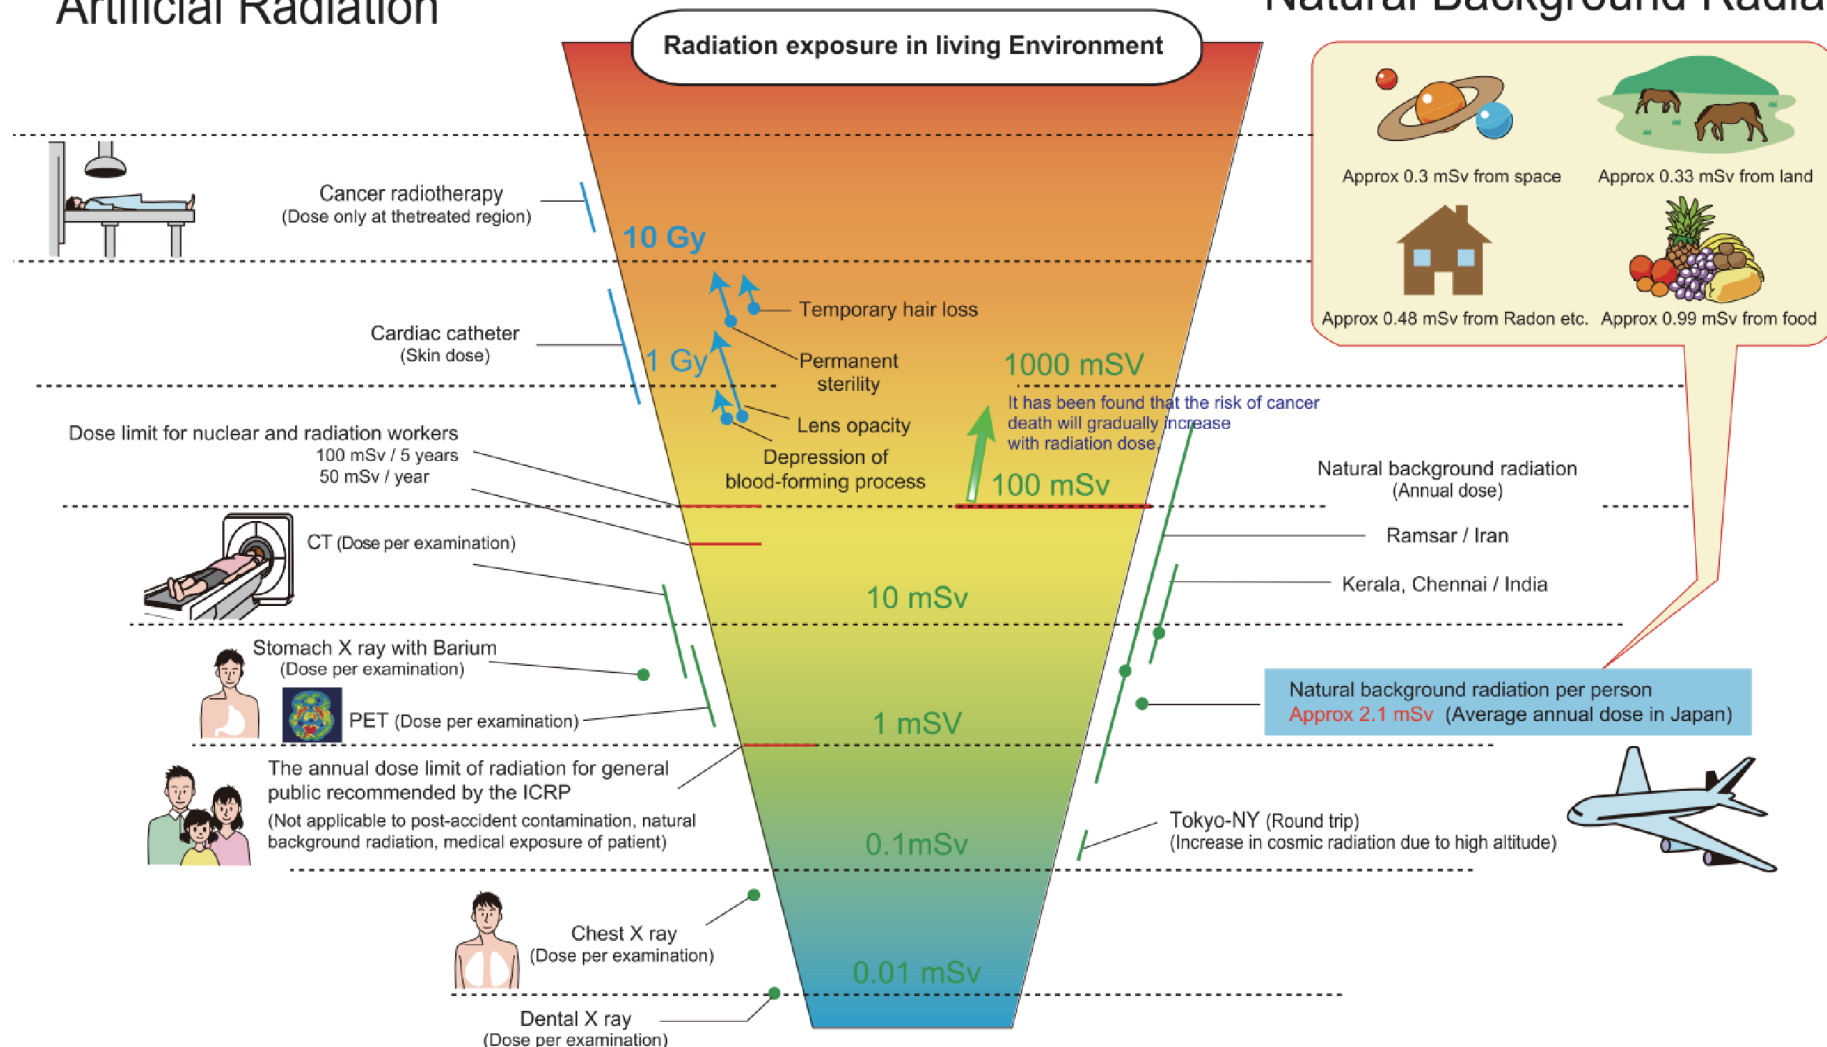 Artificial Radiation
Natural Background Radia
Radiation exposure in living Environment
Approx 0.3 mSv from space
Approx 0.33 mSv from land
Approx 0.48 mSv from Radon etc.
Approx 0.99 mSv from food
Cancer radiotherapy
(Dose only at thetreated region)
10 Gy
Temporary hair loss
Cardiac catheter
(Skin dose)
1 Gy
Permanent
sterility
1000 mSV
It has been found that the risk of cancer
death will gradually increase
with radiation dose.
Lens opacity
Depression of
blood-forming process
Dose limit for nuclear and radiation workers
100 mSv / 5 years
50 mSv / year
100 mSv
Natural background radiation
(Annual dose)
CT (Dose per examination)
Ramsar / Iran
Kerala, Chennai / India
10 mSv
Stomach X ray with Barium
(Dose per examination)
PET (Dose per examination)
Natural background radiation per person
Approx 2.1 mSv (Average annual dose in Japan)
1 mSV
The annual dose limit of radiation for general
public recommended by the ICRP
(Not applicable to post-accident contamination, natural
background radiation, medical exposure of patient)
0.1mSv
Tokyo-NY (Round trip)
(Increase in cosmic radiation due to high altitude)
Chest X ray
(Dose per examination)
0.01 mSv
Dental X ray
(Dose per examination)